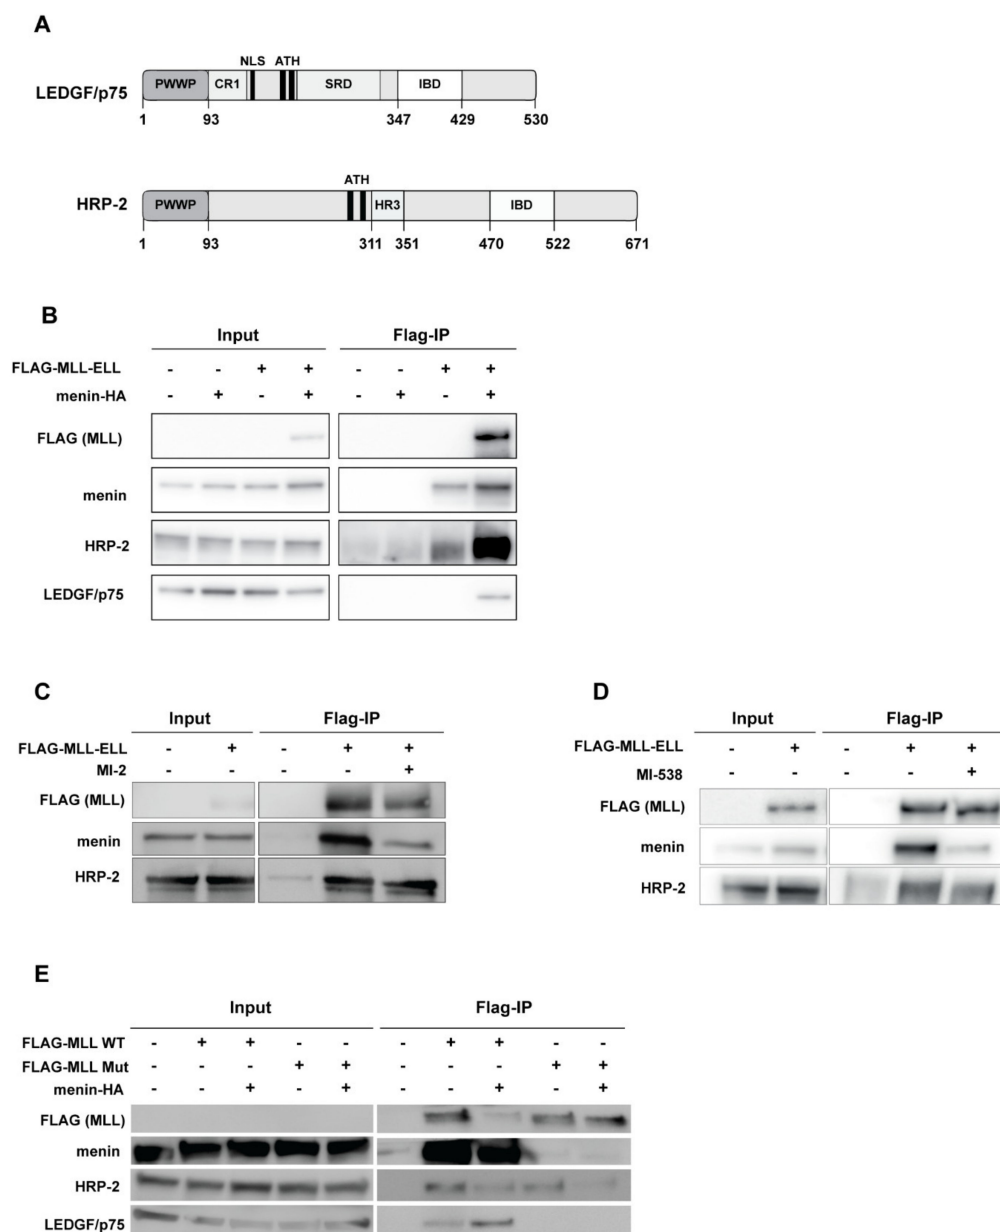 A
NLS ATH
LEDGF/p75 PWWP CR1 SRD IBD
1 93 347 429 530
ATH
HRP-2 PWWP HR3 IBD
1 93 311 351 470 522 671
B
Input Flag-IP
FLAG-MLL-ELL - - + + - - + +
menin-HA - + - + - + - +
FLAG (MLL)
menin
HRP-2
LEDGF/p75
C
Input Flag-IP
FLAG-MLL-ELL - + - + +
MI-2 - - - - +
FLAG (MLL)
menin
HRP-2
D
Input Flag-IP
FLAG-MLL-ELL - + - + +
MI-538 - - - - +
FLAG (MLL)
menin
HRP-2
E
Input Flag-IP
FLAG-MLL WT - + + - - - + + - -
FLAG-MLL Mut - - - + + - - - + +
menin-HA - - + - + - - + - +
FLAG (MLL)
menin
HRP-2
LEDGF/p75